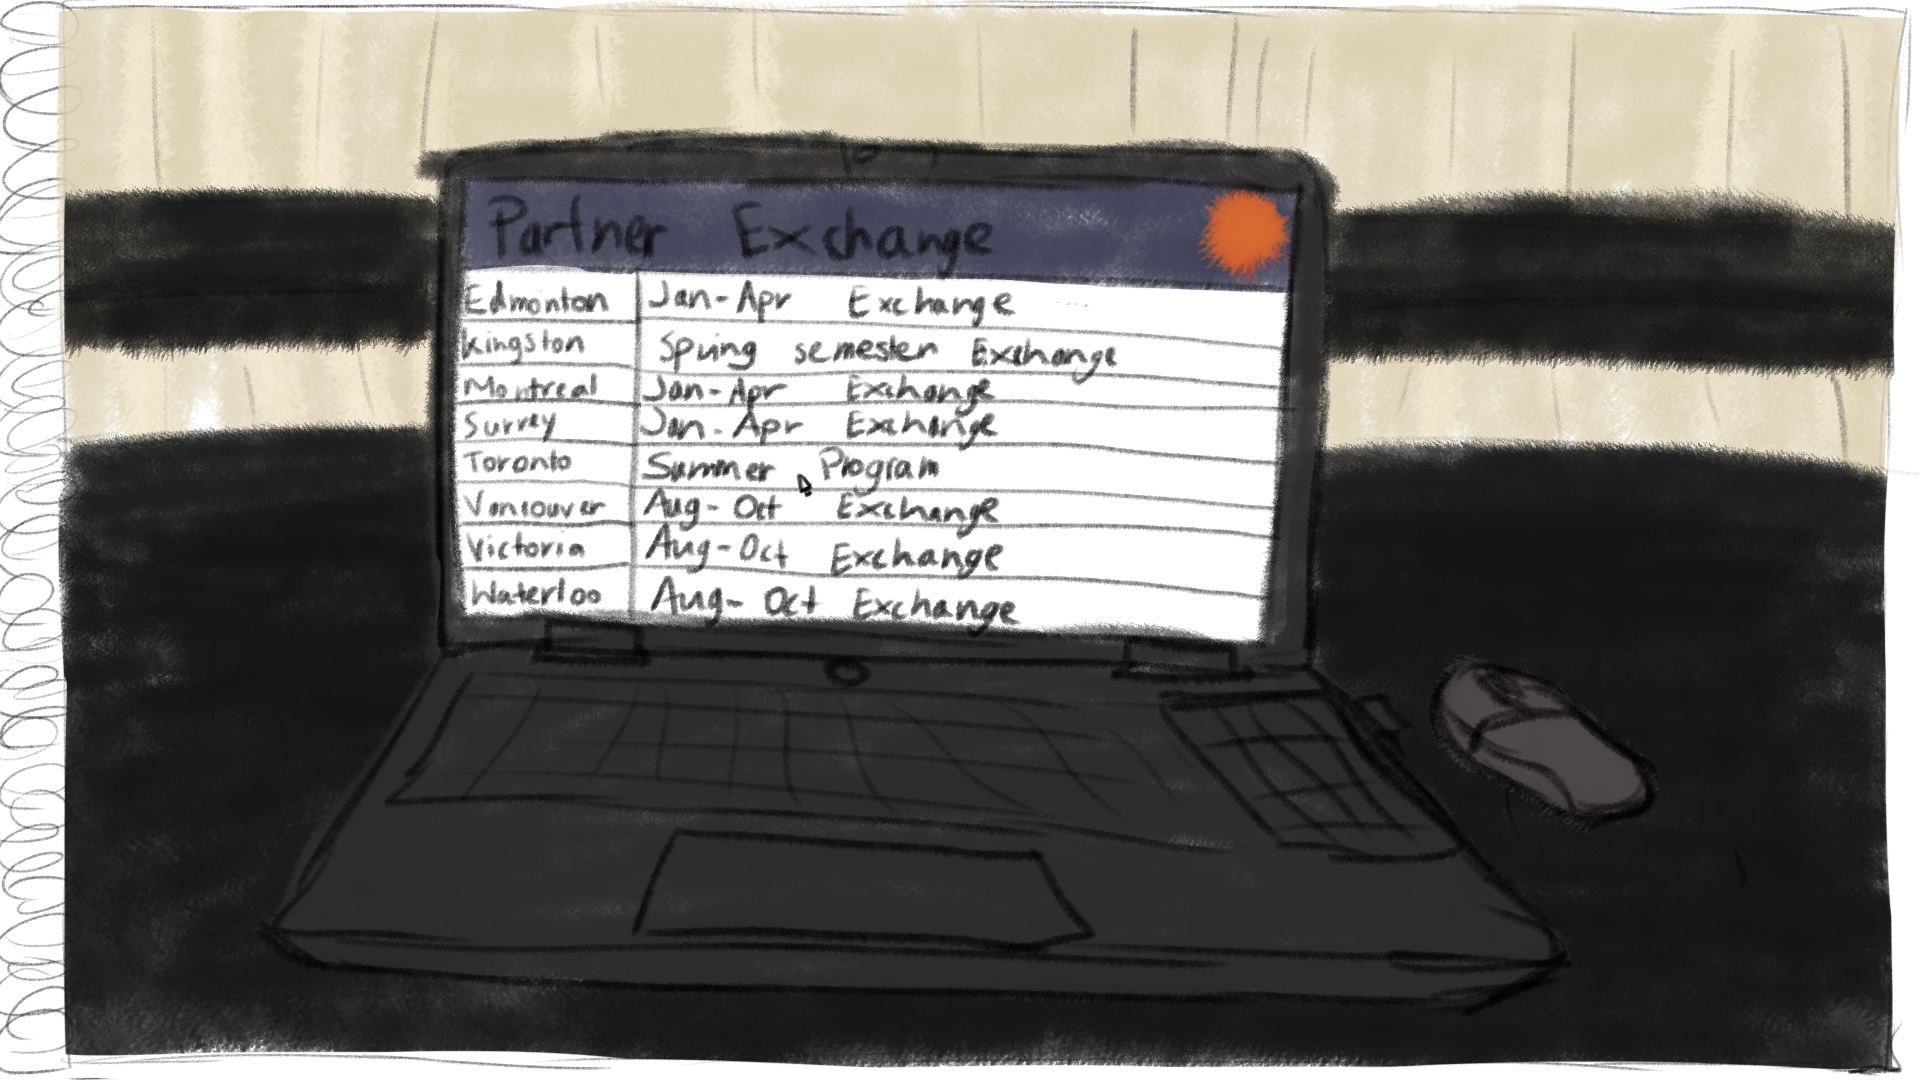 Partner Exchange
Edmonton Jan-Apr Exchange
Kingston Spring semester Exchange
Montreal Jan-Apr Exchange
Surrey Jan-Apr Exchange
Toronto Summer Program
Vancouver Aug-Oct Exchange
Victoria Aug-Oct Exchange
Waterloo Aug-Oct Exchange